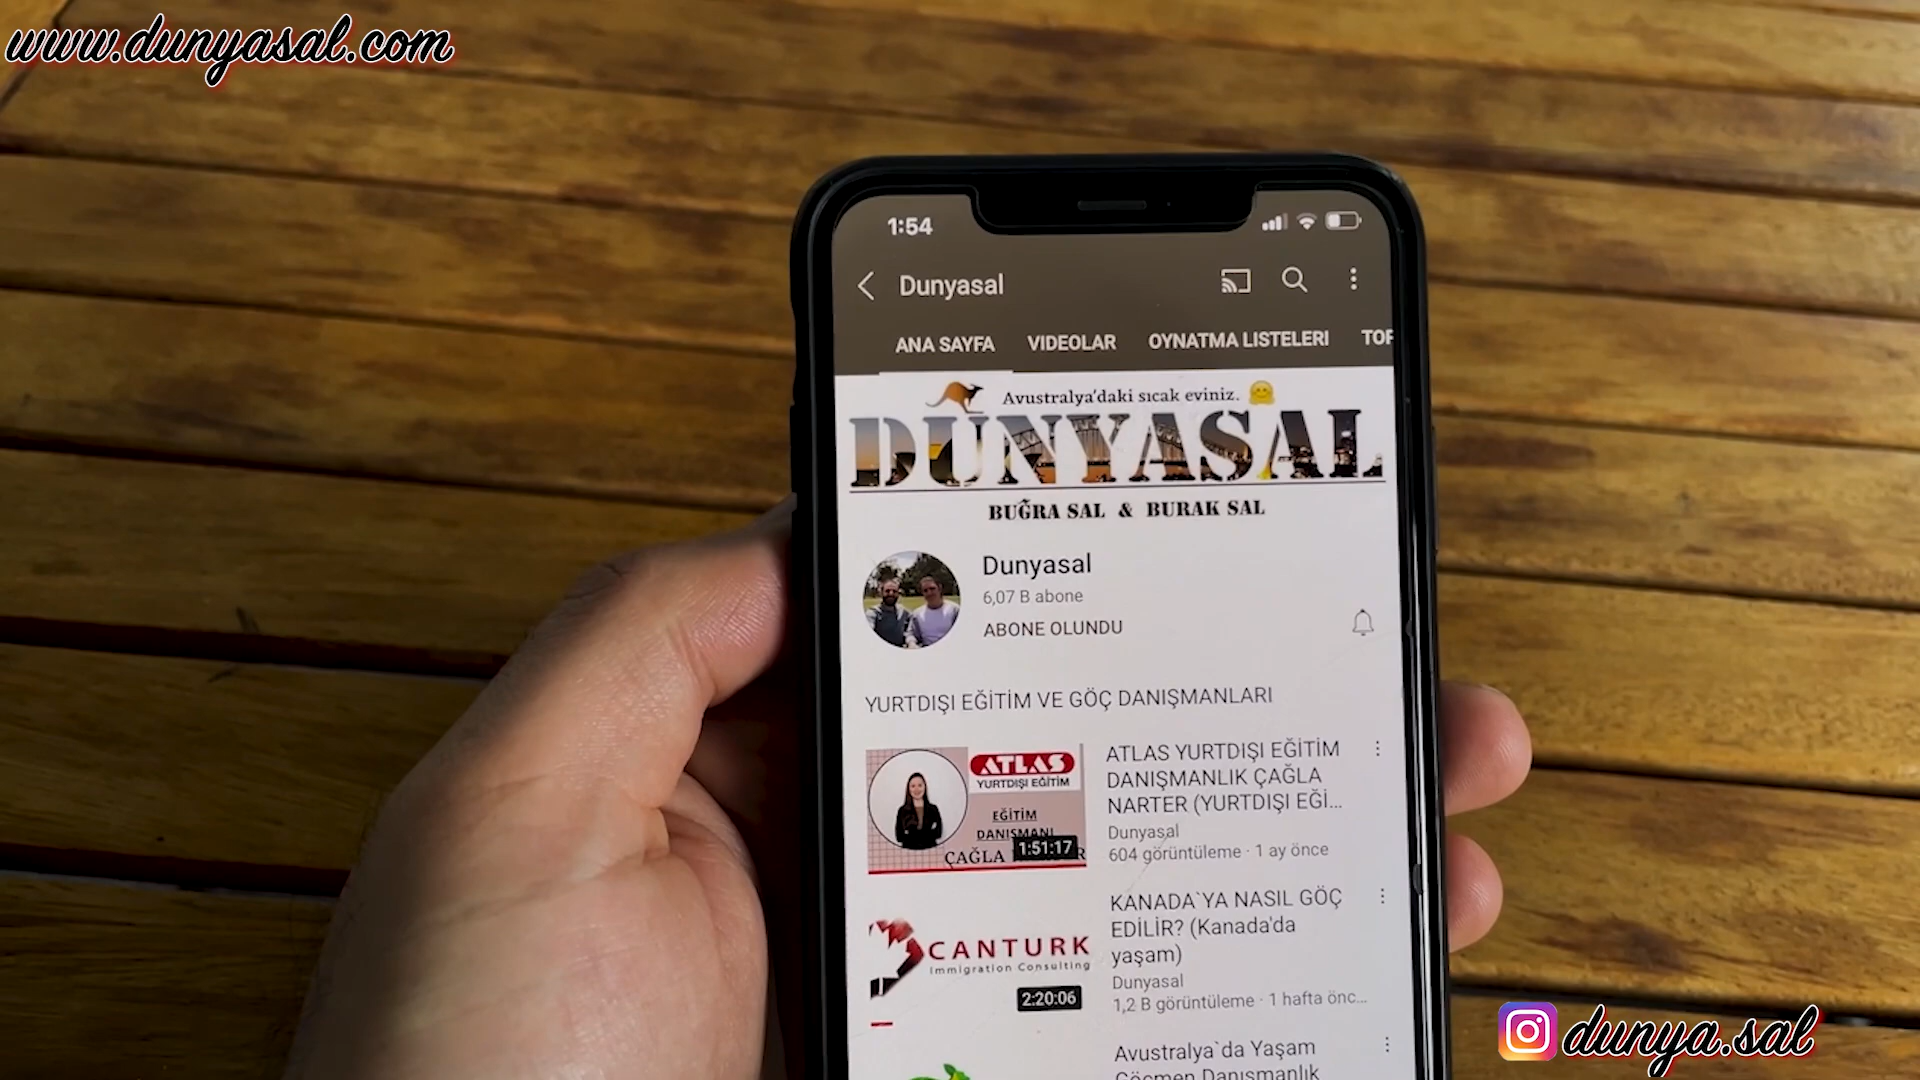 www.dunyasal.com
1:54
Dunyasal
ANA SAYFA VIDEOLAR OYNATMA LISTELERI TOP
Avustralya'daki sıcak eviniz.
DUNYASAL
BUĞRA SAL & BURAK SAL
Dunyasal
6,07 B abone
ABONE OLUNDU
YURTDIŞI EĞİTİM VE GÖÇ DANIŞMANLARI
ATLAS
YURTDIŞI EĞİTİM
EĞİTİM
DANIŞMANI
ÇAĞLA
1:51:17
ATLAS YURTDIŞI EĞİTİM
DANIŞMANLIK ÇAĞLA
NARTER (YURTDIŞI EĞİ...
Dunyasal
604 görüntüleme · 1 ay önce
CANTURK
Immigration Consulting
2:20:06
KANADA`YA NASIL GÖÇ
EDİLİR? (Kanada'da
yaşam)
Dunyasal
1,2 B görüntüleme · 1 hafta önc...
Avustralya`da Yaşam
Göçmen Danışmanlık
dunya.sal